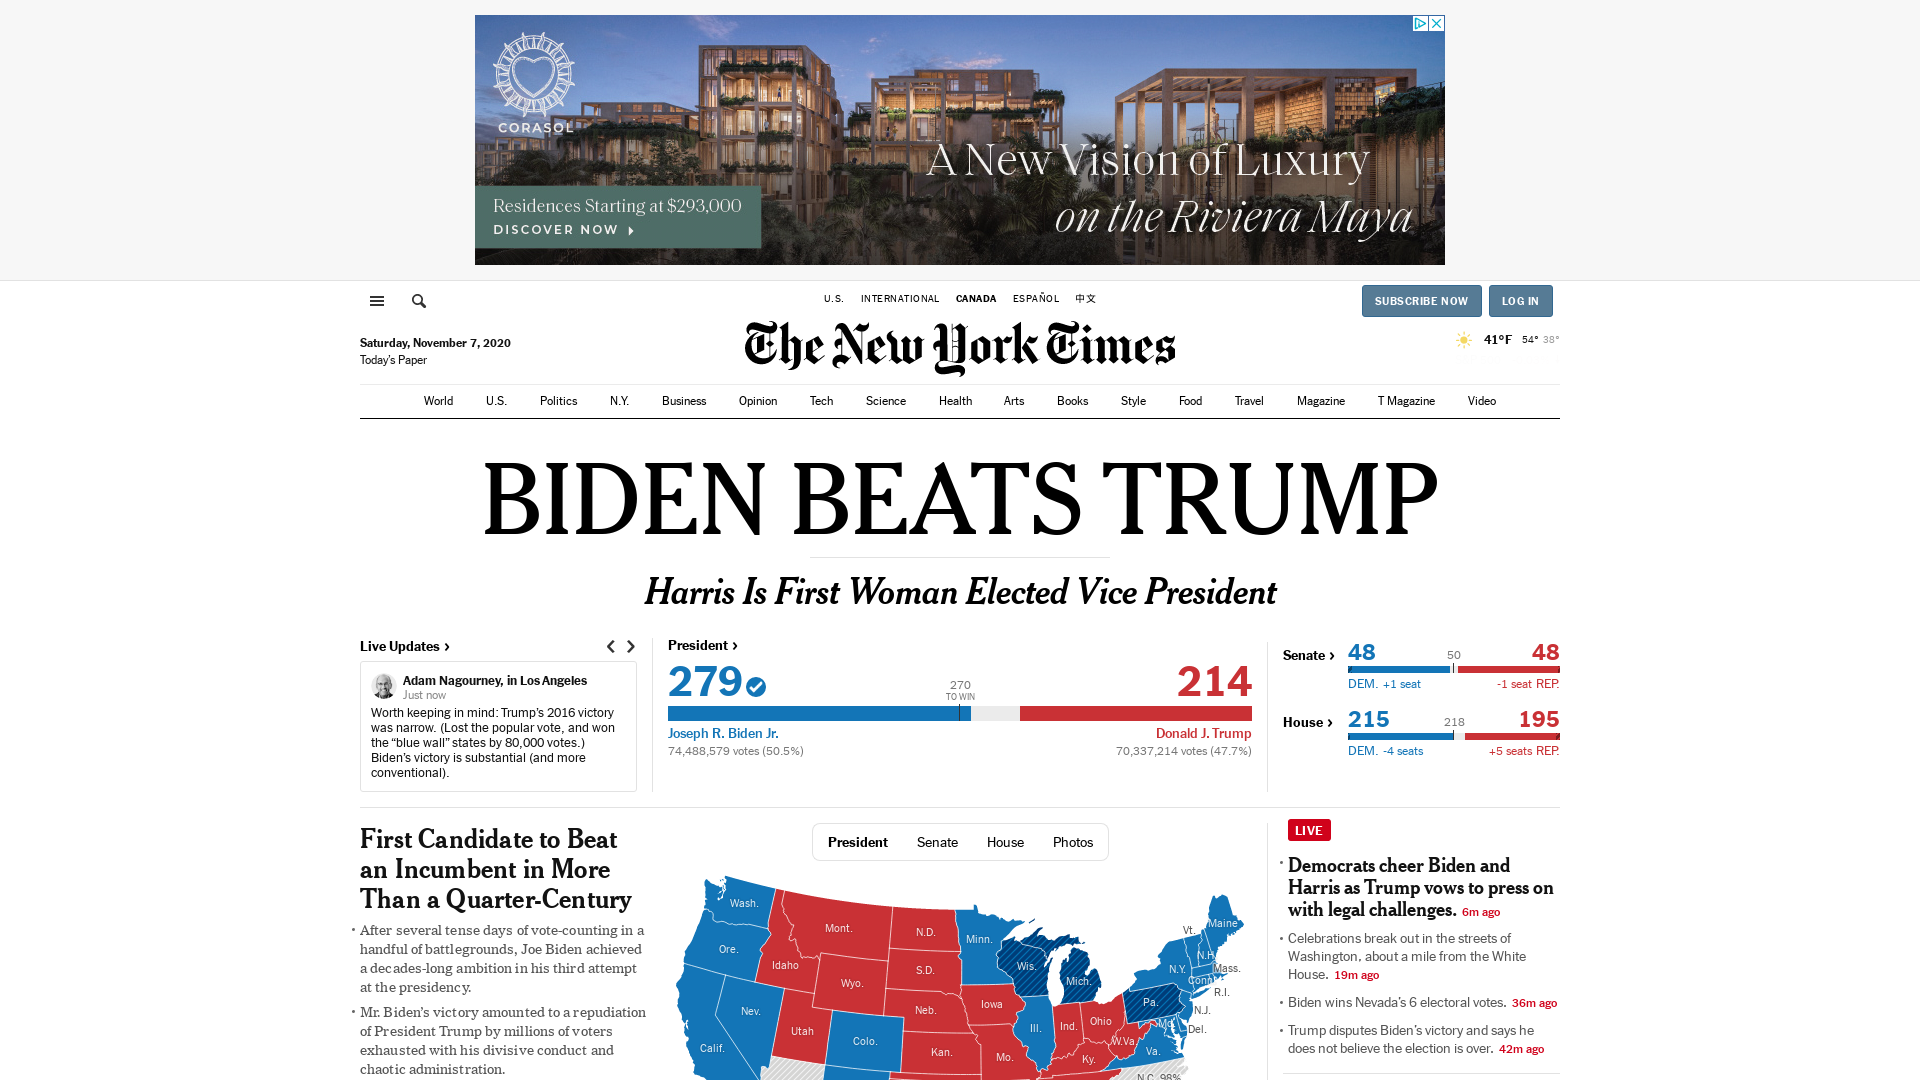 CORASOL
A New Vision of Luxury
on the Riviera Maya
Residences Starting at $293,000
DISCOVER NOW
U.S. INTERNATIONAL CANADA ESPAÑOL 中文
SUBSCRIBE NOW LOG IN
Saturday, November 7, 2020
Today's Paper
The New York Times
41°F 54° 38°
World U.S. Politics N.Y. Business Opinion Tech Science Health Arts Books Style Food Travel Magazine T Magazine Video
BIDEN BEATS TRUMP
Harris Is First Woman Elected Vice President
Live Updates ›
Adam Nagourney, in Los Angeles
Just now
Worth keeping in mind: Trump's 2016 victory
was narrow. (Lost the popular vote, and won
the “blue wall” states by 80,000 votes.)
Biden's victory is substantial (and more
conventional).
President ›
279 214
270
TO WIN
Joseph R. Biden Jr. Donald J. Trump
74,488,579 votes (50.5%) 70,337,214 votes (47.7%)
Senate › 48 50 48
DEM. +1 seat -1 seat REP.
House › 215 218 195
DEM. -4 seats +5 seats REP.
First Candidate to Beat
an Incumbent in More
Than a Quarter-Century
• After several tense days of vote-counting in a
handful of battlegrounds, Joe Biden achieved
a decades-long ambition in his third attempt
at the presidency.
• Mr. Biden's victory amounted to a repudiation
of President Trump by millions of voters
exhausted with his divisive conduct and
chaotic administration.
President Senate House Photos
Wash.
Mont.
N.D.
Minn.
Vt.
Maine
Ore.
Idaho
S.D.
Wis.
Mich.
N.Y.
N.H.
Mass.
Conn.
R.I.
Wyo.
Nev.
Neb.
Iowa
Pa.
N.J.
Utah
Colo.
Ill.
Ind.
Ohio
Md.
Del.
Calif.
Kan.
Mo.
Ky.
W.Va.
Va.
N.C. 98%
LIVE
• Democrats cheer Biden and
Harris as Trump vows to press on
with legal challenges. 6m ago
• Celebrations break out in the streets of
Washington, about a mile from the White
House. 19m ago
• Biden wins Nevada's 6 electoral votes. 36m ago
• Trump disputes Biden's victory and says he
does not believe the election is over. 42m ago